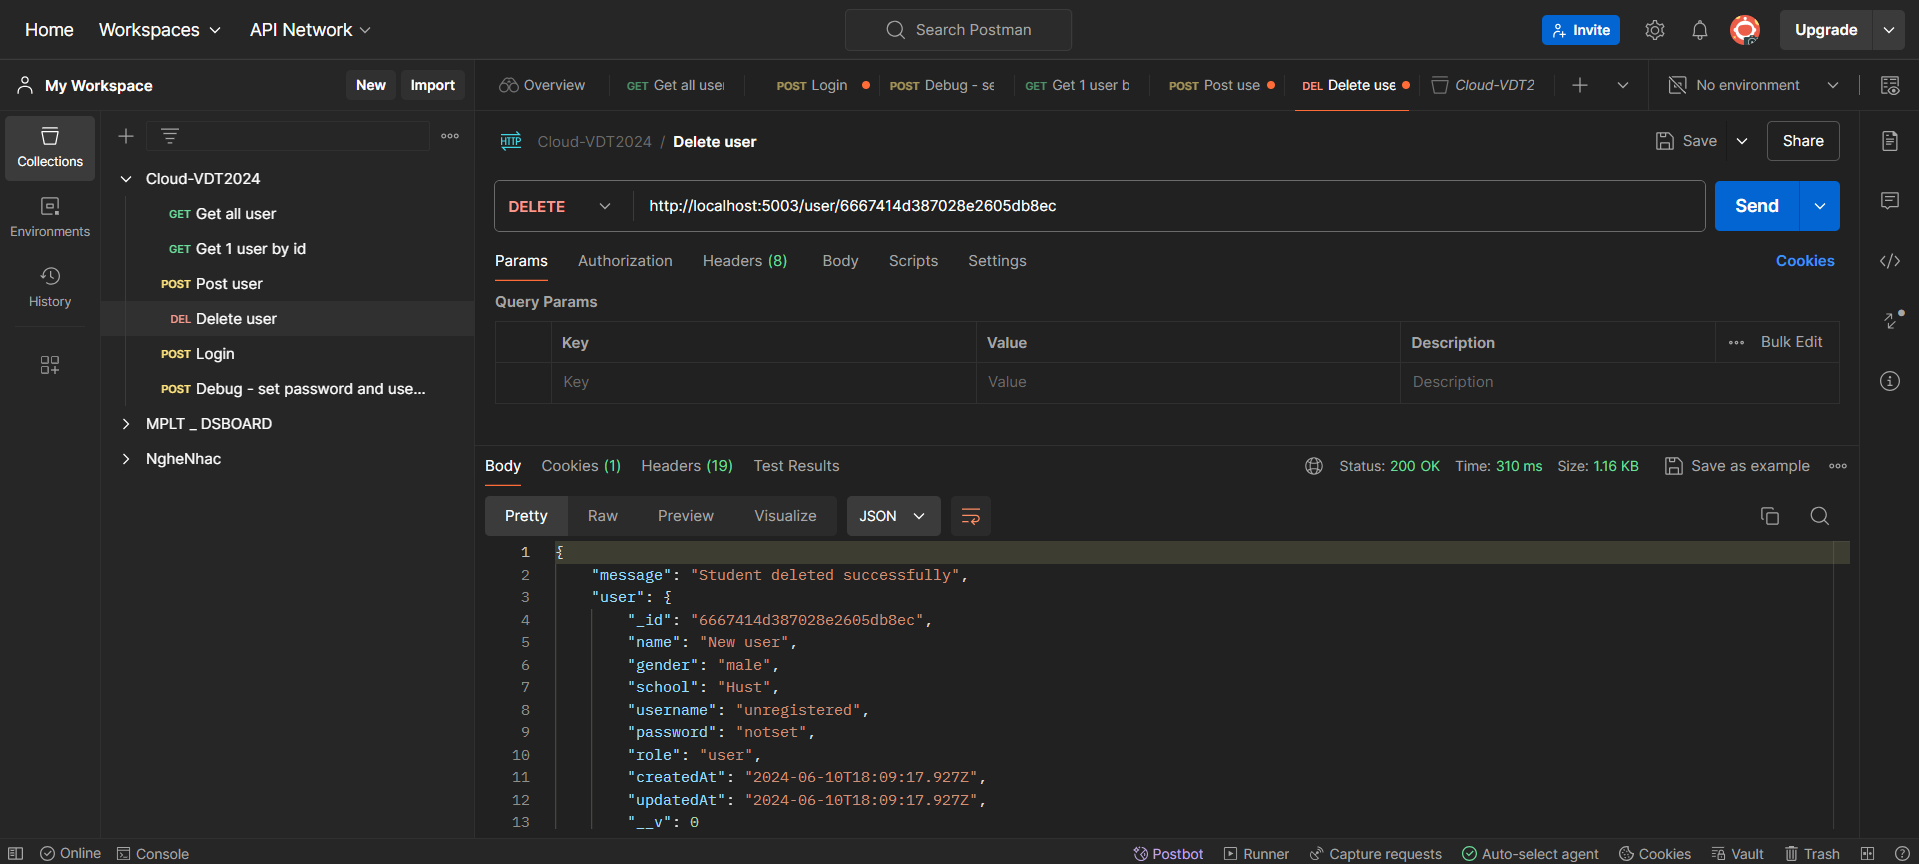 Home Workspaces API Network Search Postman Invite Upgrade
My Workspace New Import Overview GET Get all user POST Login POST Debug - se GET Get 1 user b POST Post use DEL Delete use Cloud-VDT2 No environment
Collections
Environments
History
Cloud-VDT2024
GET Get all user
GET Get 1 user by id
POST Post user
DEL Delete user
POST Login
POST Debug - set password and use...
MPLT _ DSBOARD
NgheNhac
HTTP Cloud-VDT2024 / Delete user Save Share
DELETE http://localhost:5003/user/6667414d387028e2605db8ec Send
Params Authorization Headers (8) Body Scripts Settings Cookies
Query Params
Key Value Description Bulk Edit
Key Value Description
Body Cookies (1) Headers (19) Test Results Status: 200 OK Time: 310 ms Size: 1.16 KB Save as example
Pretty Raw Preview Visualize JSON
1 {
2 "message": "Student deleted successfully",
3 "user": {
4 "_id": "6667414d387028e2605db8ec",
5 "name": "New user",
6 "gender": "male",
7 "school": "Hust",
8 "username": "unregistered",
9 "password": "notset",
10 "role": "user",
11 "createdAt": "2024-06-10T18:09:17.927Z",
12 "updatedAt": "2024-06-10T18:09:17.927Z",
13 "__v": 0
Online Console Postbot Runner Capture requests Auto-select agent Cookies Vault Trash